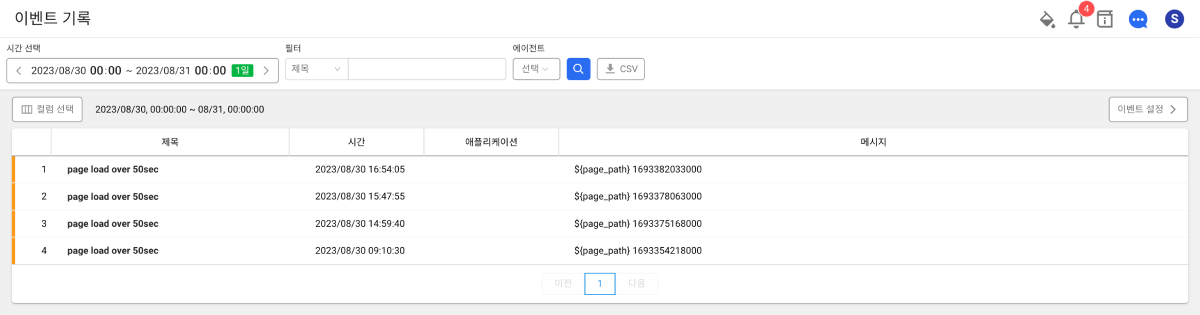 이벤트 기록
4
S
시간 선택
필터
에이전트
2023/08/30 00:00 ~ 2023/08/31 00:00 1일
제목
선택
CSV
컬럼 선택
2023/08/30, 00:00:00 ~ 08/31, 00:00:00
이벤트 설정
제목 시간 애플리케이션 메시지
1 page load over 50sec 2023/08/30 16:54:05 ${page_path} 1693382033000
2 page load over 50sec 2023/08/30 15:47:55 ${page_path} 1693378063000
3 page load over 50sec 2023/08/30 14:59:40 ${page_path} 1693375168000
4 page load over 50sec 2023/08/30 09:10:30 ${page_path} 1693354218000
이전 1 다음